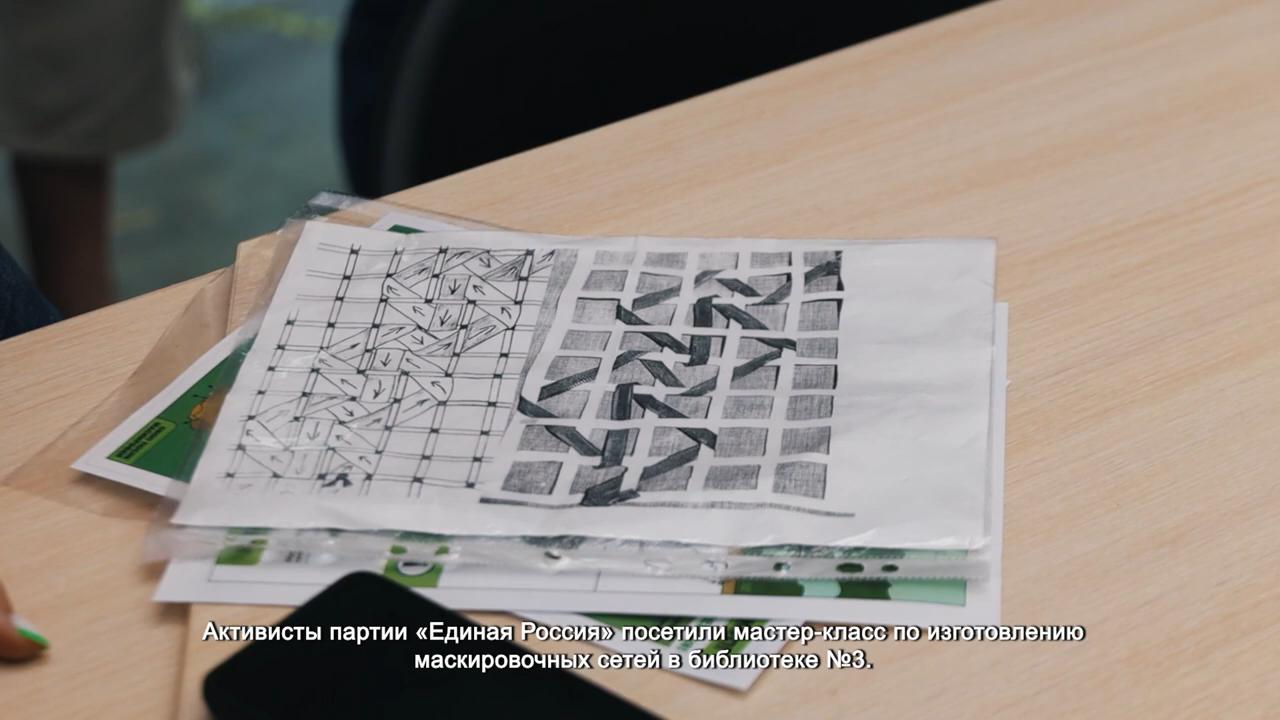 Активисты партии «Единая Россия» посетили мастер-класс по изготовлению
маскировочных сетей в библиотеке №3.